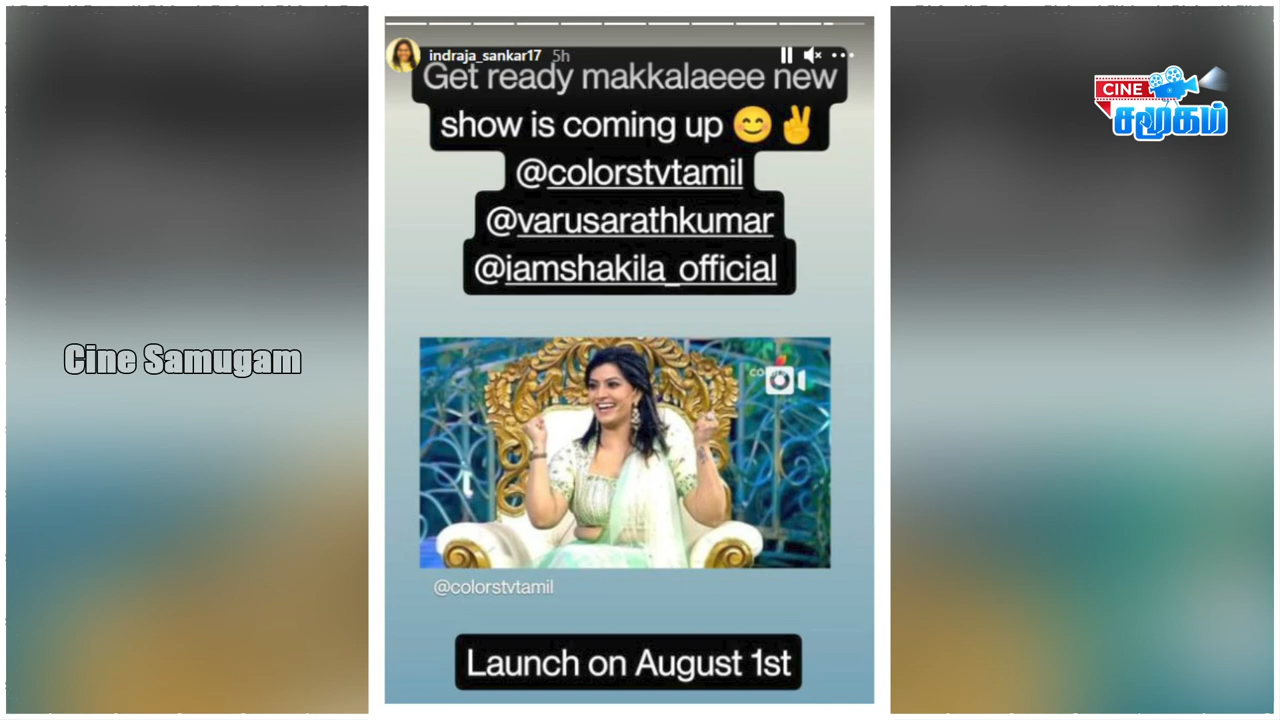 indraja_sankar17 5h
Get ready makkalaeee new
show is coming up 😊✌
@colorstvtamil
@varusarathkumar
@iamshakila_official
@colorstvtamil
Launch on August 1st
Cine Samugam
CINE
சமூகம்